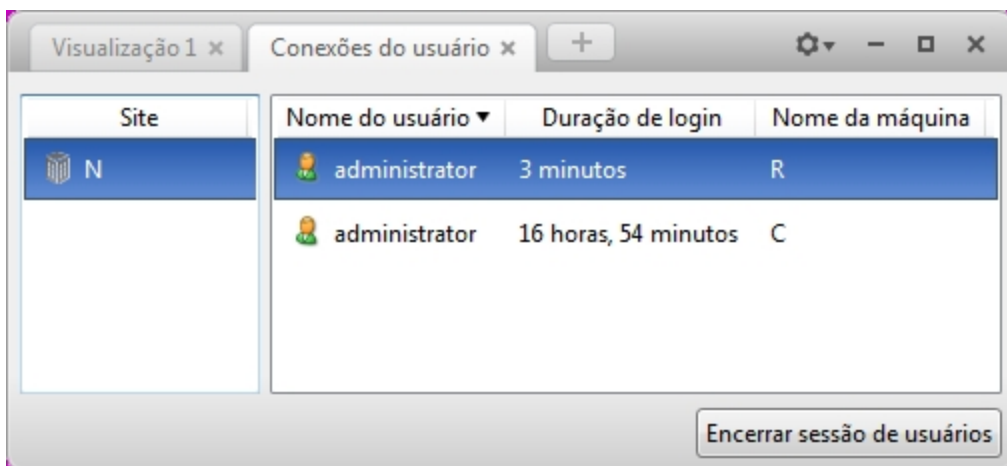 Visualização 1
Conexões do usuário
Site
Nome do usuário Duração de login Nome da máquina
N
administrator 3 minutos R
administrator 16 horas, 54 minutos C
Encerrar sessão de usuários